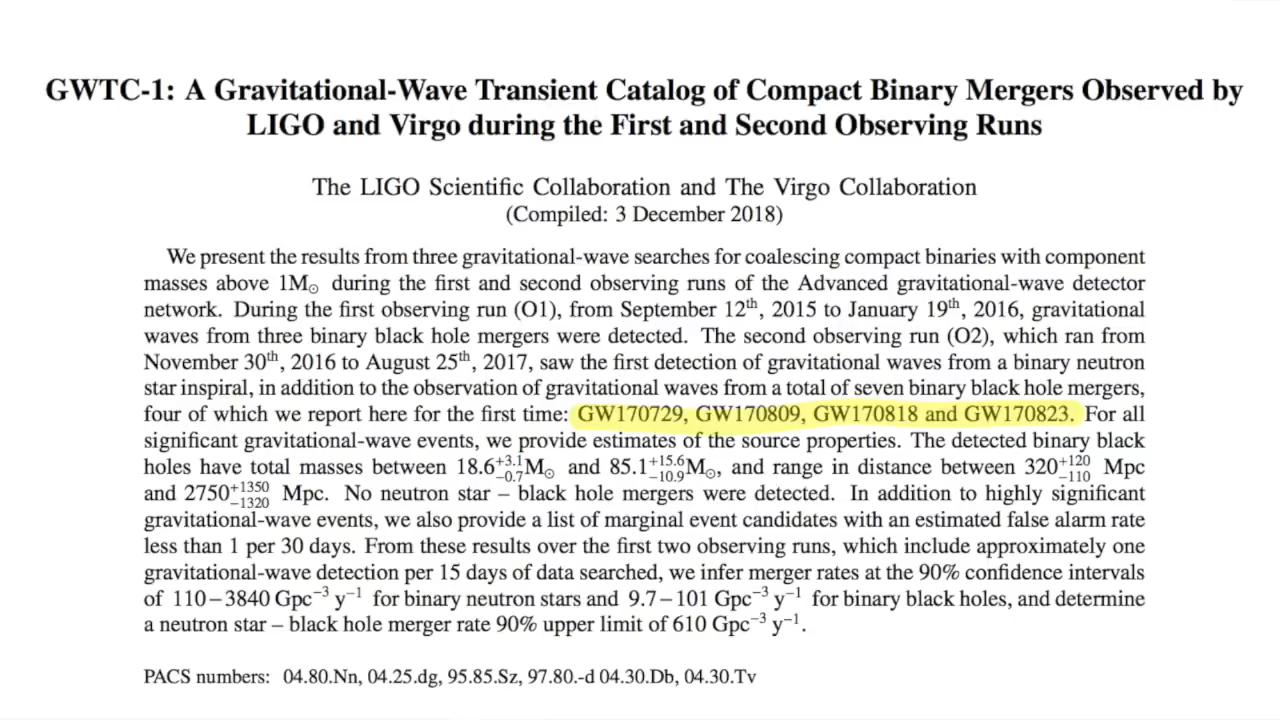 GWTC-1: A Gravitational-Wave Transient Catalog of Compact Binary Mergers Observed by
LIGO and Virgo during the First and Second Observing Runs
The LIGO Scientific Collaboration and The Virgo Collaboration
(Compiled: 3 December 2018)
We present the results from three gravitational-wave searches for coalescing compact binaries with component
masses above 1M⊙ during the first and second observing runs of the Advanced gravitational-wave detector
network. During the first observing run (O1), from September 12th, 2015 to January 19th, 2016, gravitational
waves from three binary black hole mergers were detected. The second observing run (O2), which ran from
November 30th, 2016 to August 25th, 2017, saw the first detection of gravitational waves from a binary neutron
star inspiral, in addition to the observation of gravitational waves from a total of seven binary black hole mergers,
four of which we report here for the first time: GW170729, GW170809, GW170818 and GW170823. For all
significant gravitational-wave events, we provide estimates of the source properties. The detected binary black
holes have total masses between 18.6+3.1−0.7M⊙ and 85.1+15.6−10.9M⊙, and range in distance between 320+120−110 Mpc
and 2750+1350−1320 Mpc. No neutron star – black hole mergers were detected. In addition to highly significant
gravitational-wave events, we also provide a list of marginal event candidates with an estimated false alarm rate
less than 1 per 30 days. From these results over the first two observing runs, which include approximately one
gravitational-wave detection per 15 days of data searched, we infer merger rates at the 90% confidence intervals
of 110−3840 Gpc−3 y−1 for binary neutron stars and 9.7−101 Gpc−3 y−1 for binary black holes, and determine
a neutron star – black hole merger rate 90% upper limit of 610 Gpc−3 y−1.
PACS numbers: 04.80.Nn, 04.25.dg, 95.85.Sz, 97.80.-d 04.30.Db, 04.30.Tv